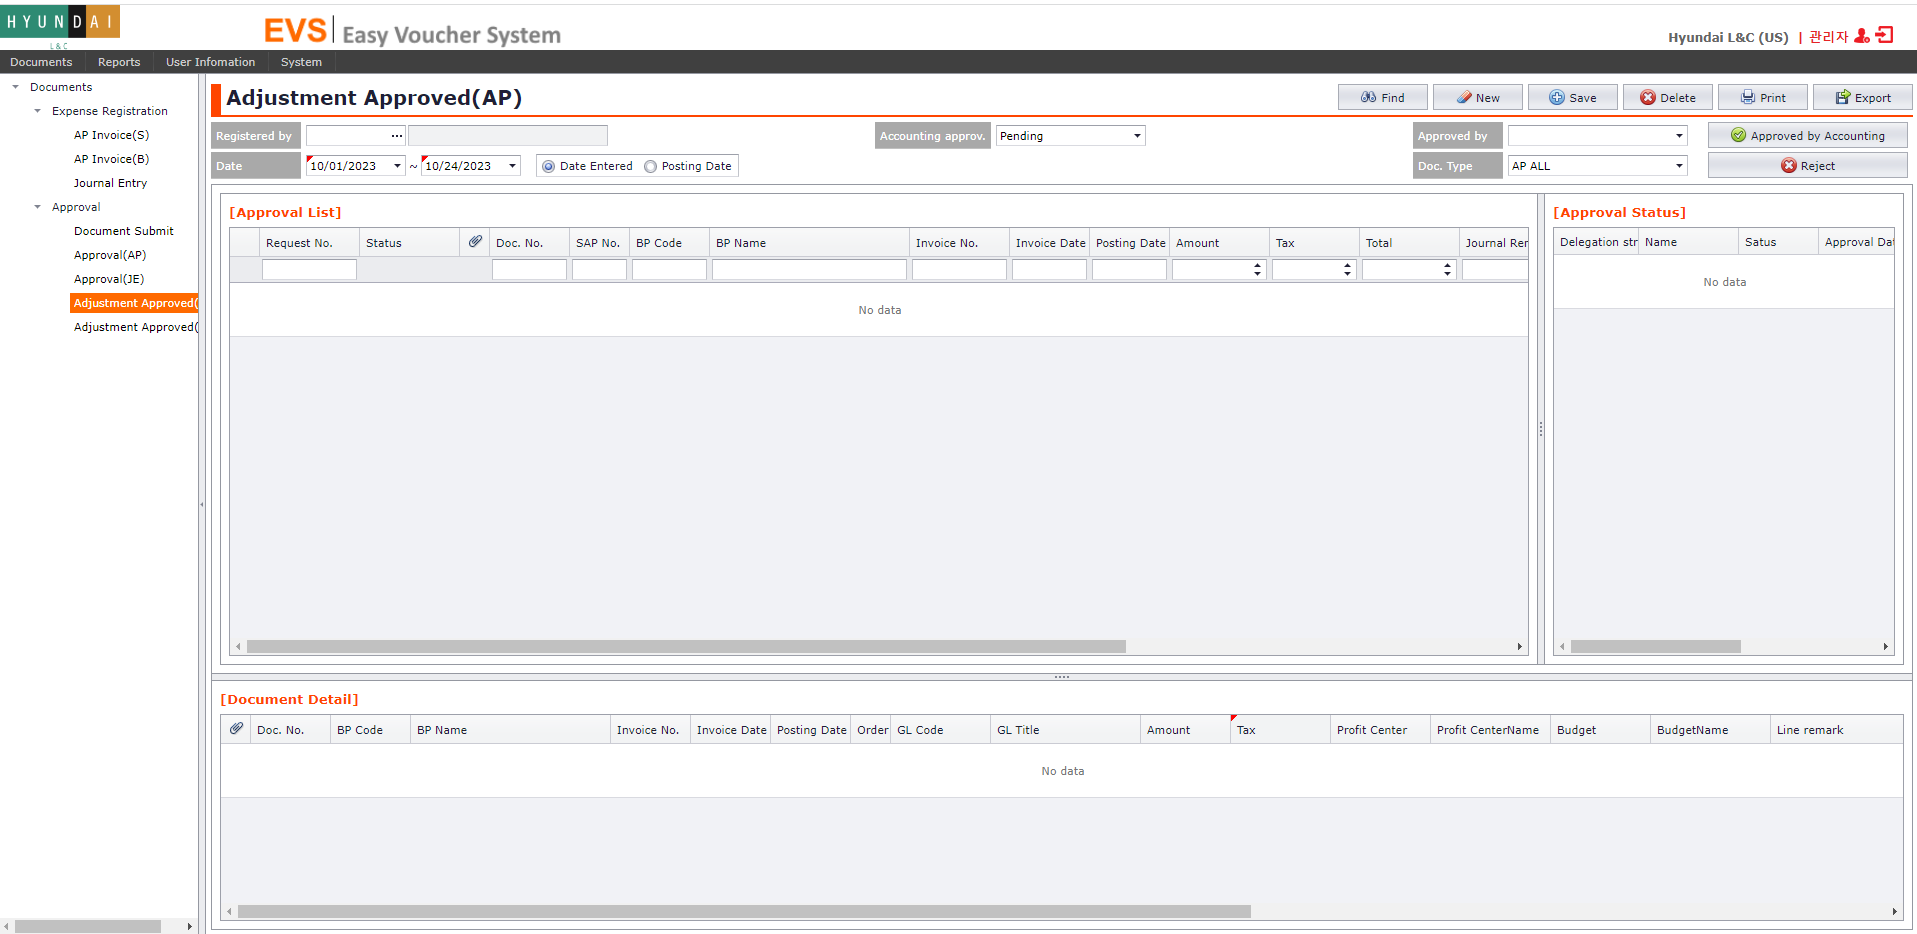 HYUNDAI
L&C
EVS | Easy Voucher System
Hyundai L&C (US) | 관리자
Documents Reports User Infomation System
Documents
Expense Registration
AP Invoice(S)
AP Invoice(B)
Journal Entry
Approval
Document Submit
Approval(AP)
Approval(JE)
Adjustment Approved(
Adjustment Approved(
Adjustment Approved(AP)
Find New Save Delete Print Export
Registered by ... Accounting approv. Pending Approved by Approved by Accounting
Date 10/01/2023 ~ 10/24/2023 Date Entered Posting Date Doc. Type AP ALL Reject
[Approval List]
Request No. Status Doc. No. SAP No. BP Code BP Name Invoice No. Invoice Date Posting Date Amount Tax Total Journal Rer
No data
[Approval Status]
Delegation str Name Satus Approval Dat
No data
[Document Detail]
Doc. No. BP Code BP Name Invoice No. Invoice Date Posting Date Order GL Code GL Title Amount Tax Profit Center Profit CenterName Budget BudgetName Line remark
No data